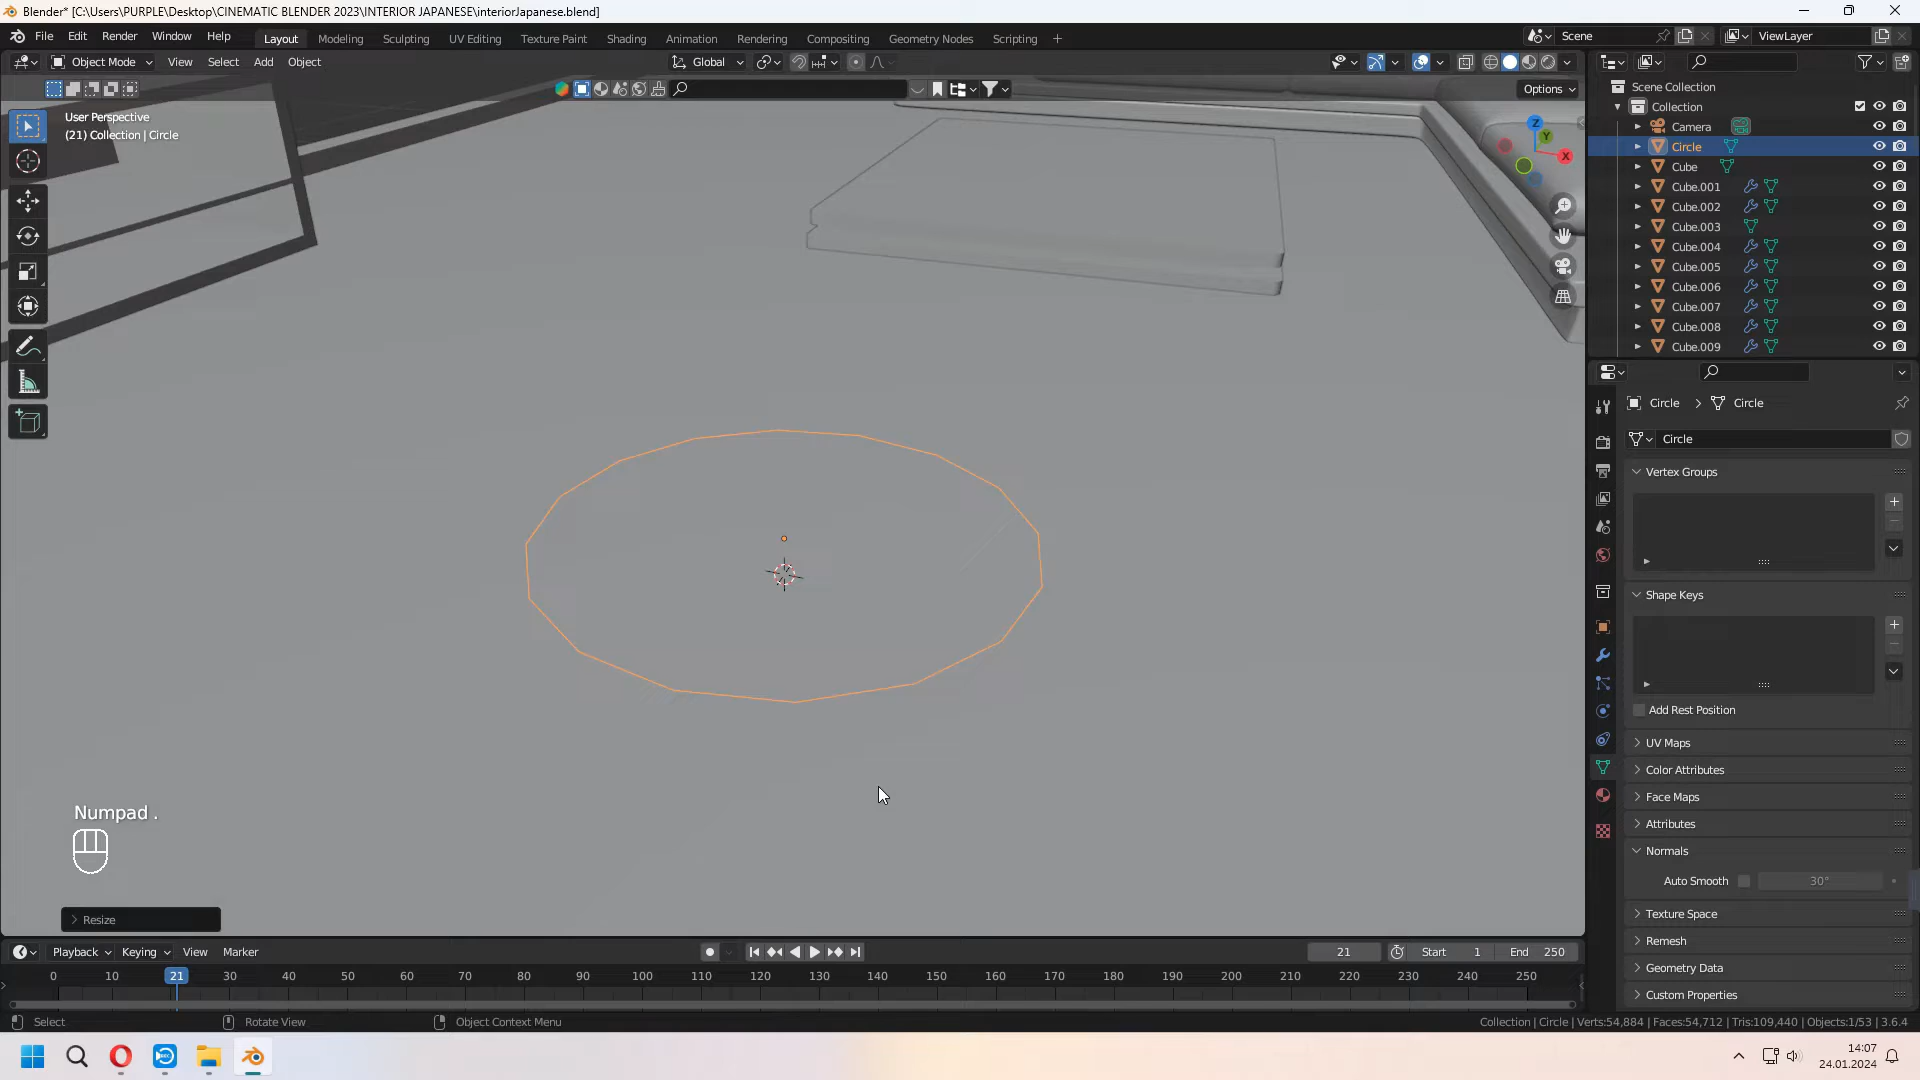 Blender* [C:\Users\PURPLE\Desktop\CINEMATIC BLENDER 2023\INTERIOR JAPANESE\interiorJapanese.blend]
File Edit Render Window Help Layout Modeling Sculpting UV Editing Texture Paint Shading Animation Rendering Compositing Geometry Nodes Scripting + Scene ViewLayer
Object Mode View Select Add Object Global
Options
User Perspective
(21) Collection | Circle
Z
Y
X
Scene Collection
Collection
Camera
Circle
Cube
Cube.001
Cube.002
Cube.003
Cube.004
Cube.005
Cube.006
Cube.007
Cube.008
Cube.009
Circle > Circle
Circle
Vertex Groups
Shape Keys
Add Rest Position
UV Maps
Color Attributes
Face Maps
Attributes
Normals
Auto Smooth 30°
Texture Space
Remesh
Geometry Data
Custom Properties
Numpad .
Resize
Playback Keying View Marker 21 Start 1 End 250
0 10 21 30 40 50 60 70 80 90 100 110 120 130 140 150 160 170 180 190 200 210 220 230 240 250
Select Rotate View Object Context Menu Collection | Circle | Verts:54,884 | Faces:54,712 | Tris:109,440 | Objects:1/53 | 3.6.4
REC
14:07
24.01.2024